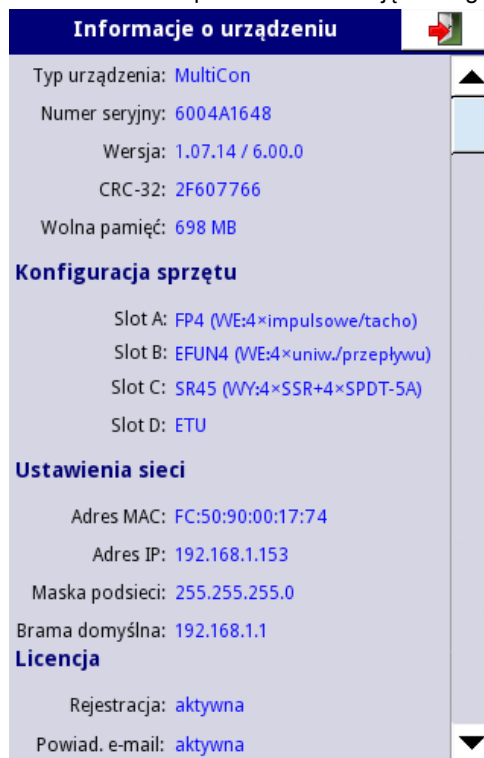 Informacje o urządzeniu
Typ urządzenia: MultiCon
Numer seryjny: 6004A1648
Wersja: 1.07.14 / 6.00.0
CRC-32: 2F607766
Wolna pamięć: 698 MB
Konfiguracja sprzętu
Slot A: FP4 (WE:4×impulsowe/tacho)
Slot B: EFUN4 (WE:4×uniw./przepływu)
Slot C: SR45 (WY:4×SSR+4×SPDT-5A)
Slot D: ETU
Ustawienia sieci
Adres MAC: FC:50:90:00:17:74
Adres IP: 192.168.1.153
Maska podsieci: 255.255.255.0
Brama domyślna: 192.168.1.1
Licencja
Rejestracja: aktywna
Powiad. e-mail: aktywna